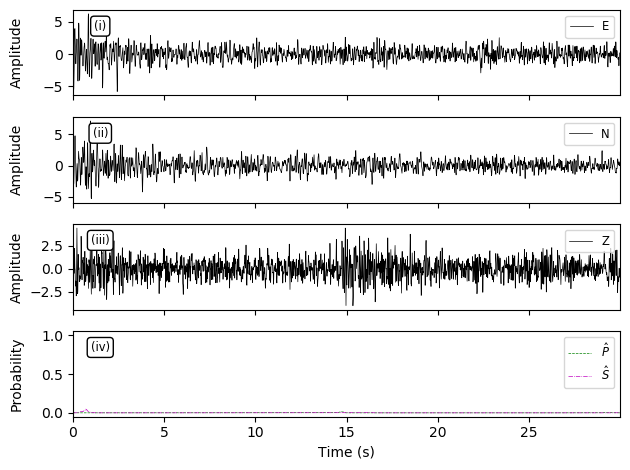 Amplitude
5
0
−5
(i)
E
Amplitude
5
0
−5
(ii)
N
Amplitude
2.5
0.0
−2.5
(iii)
Z
Probability
1.0
0.5
0.0
(iv)
P̂
Ŝ
0 5 10 15 20 25
Time (s)